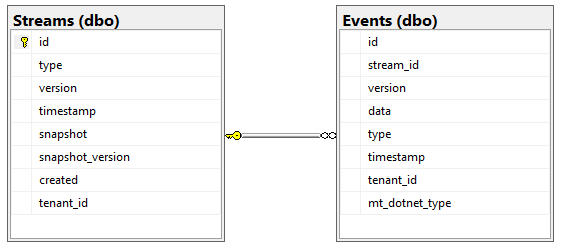 Streams (dbo)
id
type
version
timestamp
snapshot
snapshot_version
created
tenant_id
Events (dbo)
id
stream_id
version
data
type
timestamp
tenant_id
mt_dotnet_type